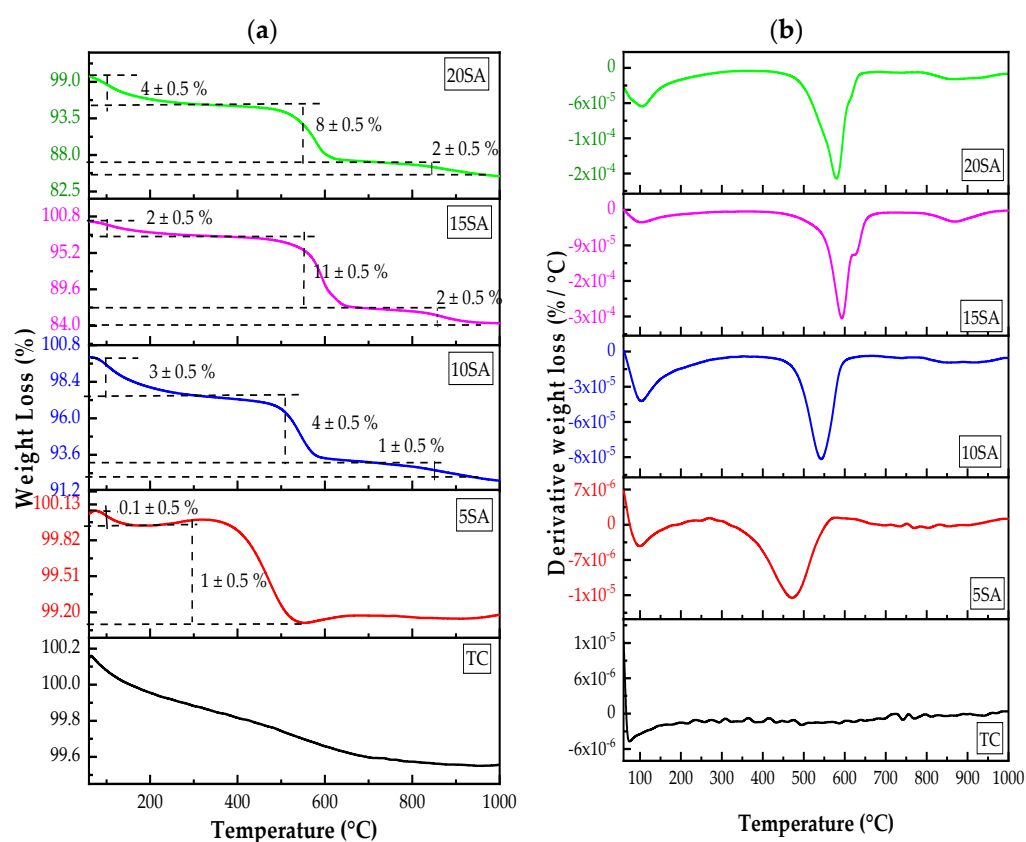 (a)
Weight Loss (%)
99.0
93.5
88.0
82.5
4 ± 0.5 %
8 ± 0.5 %
2 ± 0.5 %
20SA
100.8
95.2
89.6
84.0
2 ± 0.5 %
11 ± 0.5 %
2 ± 0.5 %
15SA
100.8
98.4
96.0
93.6
91.2
3 ± 0.5 %
4 ± 0.5 %
1 ± 0.5 %
10SA
100.13
99.82
99.51
99.20
0.1 ± 0.5 %
1 ± 0.5 %
5SA
100.2
100.0
99.8
99.6
TC
200 400 600 800 1000
Temperature (°C)
(b)
Derivative weight loss (% / °C)
0
-6x10⁻⁵
-1x10⁻⁴
-2x10⁻⁴
20SA
0
-9x10⁻⁵
-2x10⁻⁴
-3x10⁻⁴
15SA
0
-3x10⁻⁵
-5x10⁻⁵
-8x10⁻⁵
10SA
7x10⁻⁶
0
-7x10⁻⁶
-1x10⁻⁵
5SA
1x10⁻⁵
6x10⁻⁶
0
-6x10⁻⁶
TC
100 200 300 400 500 600 700 800 900 1000
Temperature (°C)